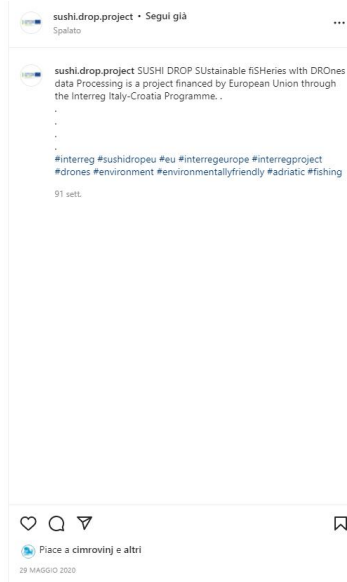 sushi.drop.project • Segui già
Spalato
sushi.drop.project SUSHI DROP SUstainable fiSHeries wIth DROnes
data Processing is a project financed by European Union through
the Interreg Italy-Croatia Programme. .
.
.
.
.
#interreg #sushidropeu #eu #interregeurope #interregproject
#drones #environment #environmentallyfriendly #adriatic #fishing
91 sett.
Piace a cimrovinj e altri
29 MAGGIO 2020